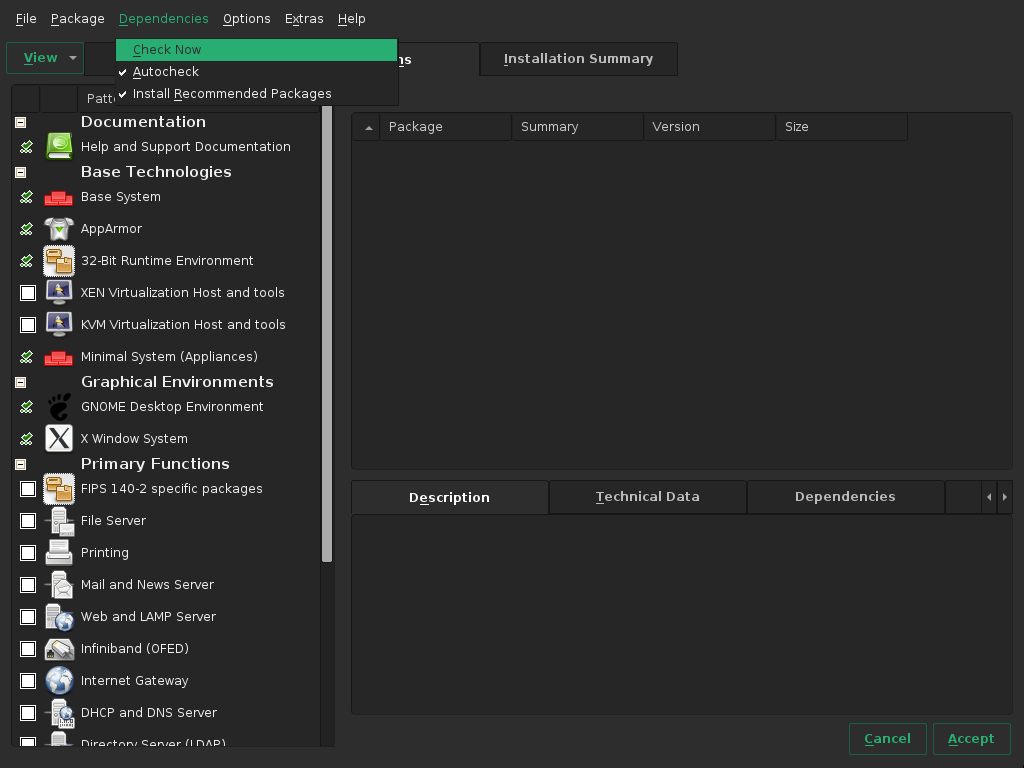 File Package Dependencies Options Extras Help
Check Now
Autocheck
Install Recommended Packages
View
Installation Summary
Documentation
Help and Support Documentation
Base Technologies
Base System
AppArmor
32-Bit Runtime Environment
XEN Virtualization Host and tools
KVM Virtualization Host and tools
Minimal System (Appliances)
Graphical Environments
GNOME Desktop Environment
X Window System
Primary Functions
FIPS 140-2 specific packages
File Server
Printing
Mail and News Server
Web and LAMP Server
Infiniband (OFED)
Internet Gateway
DHCP and DNS Server
Directory Server (LDAP)
Package Summary Version Size
Description Technical Data Dependencies
Cancel Accept